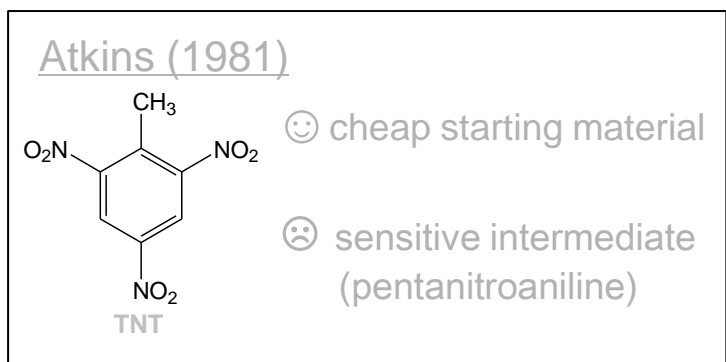 Atkins (1981)
CH₃
O₂N
NO₂
cheap starting material
sensitive intermediate
(pentanitroaniline)
NO₂
TNT